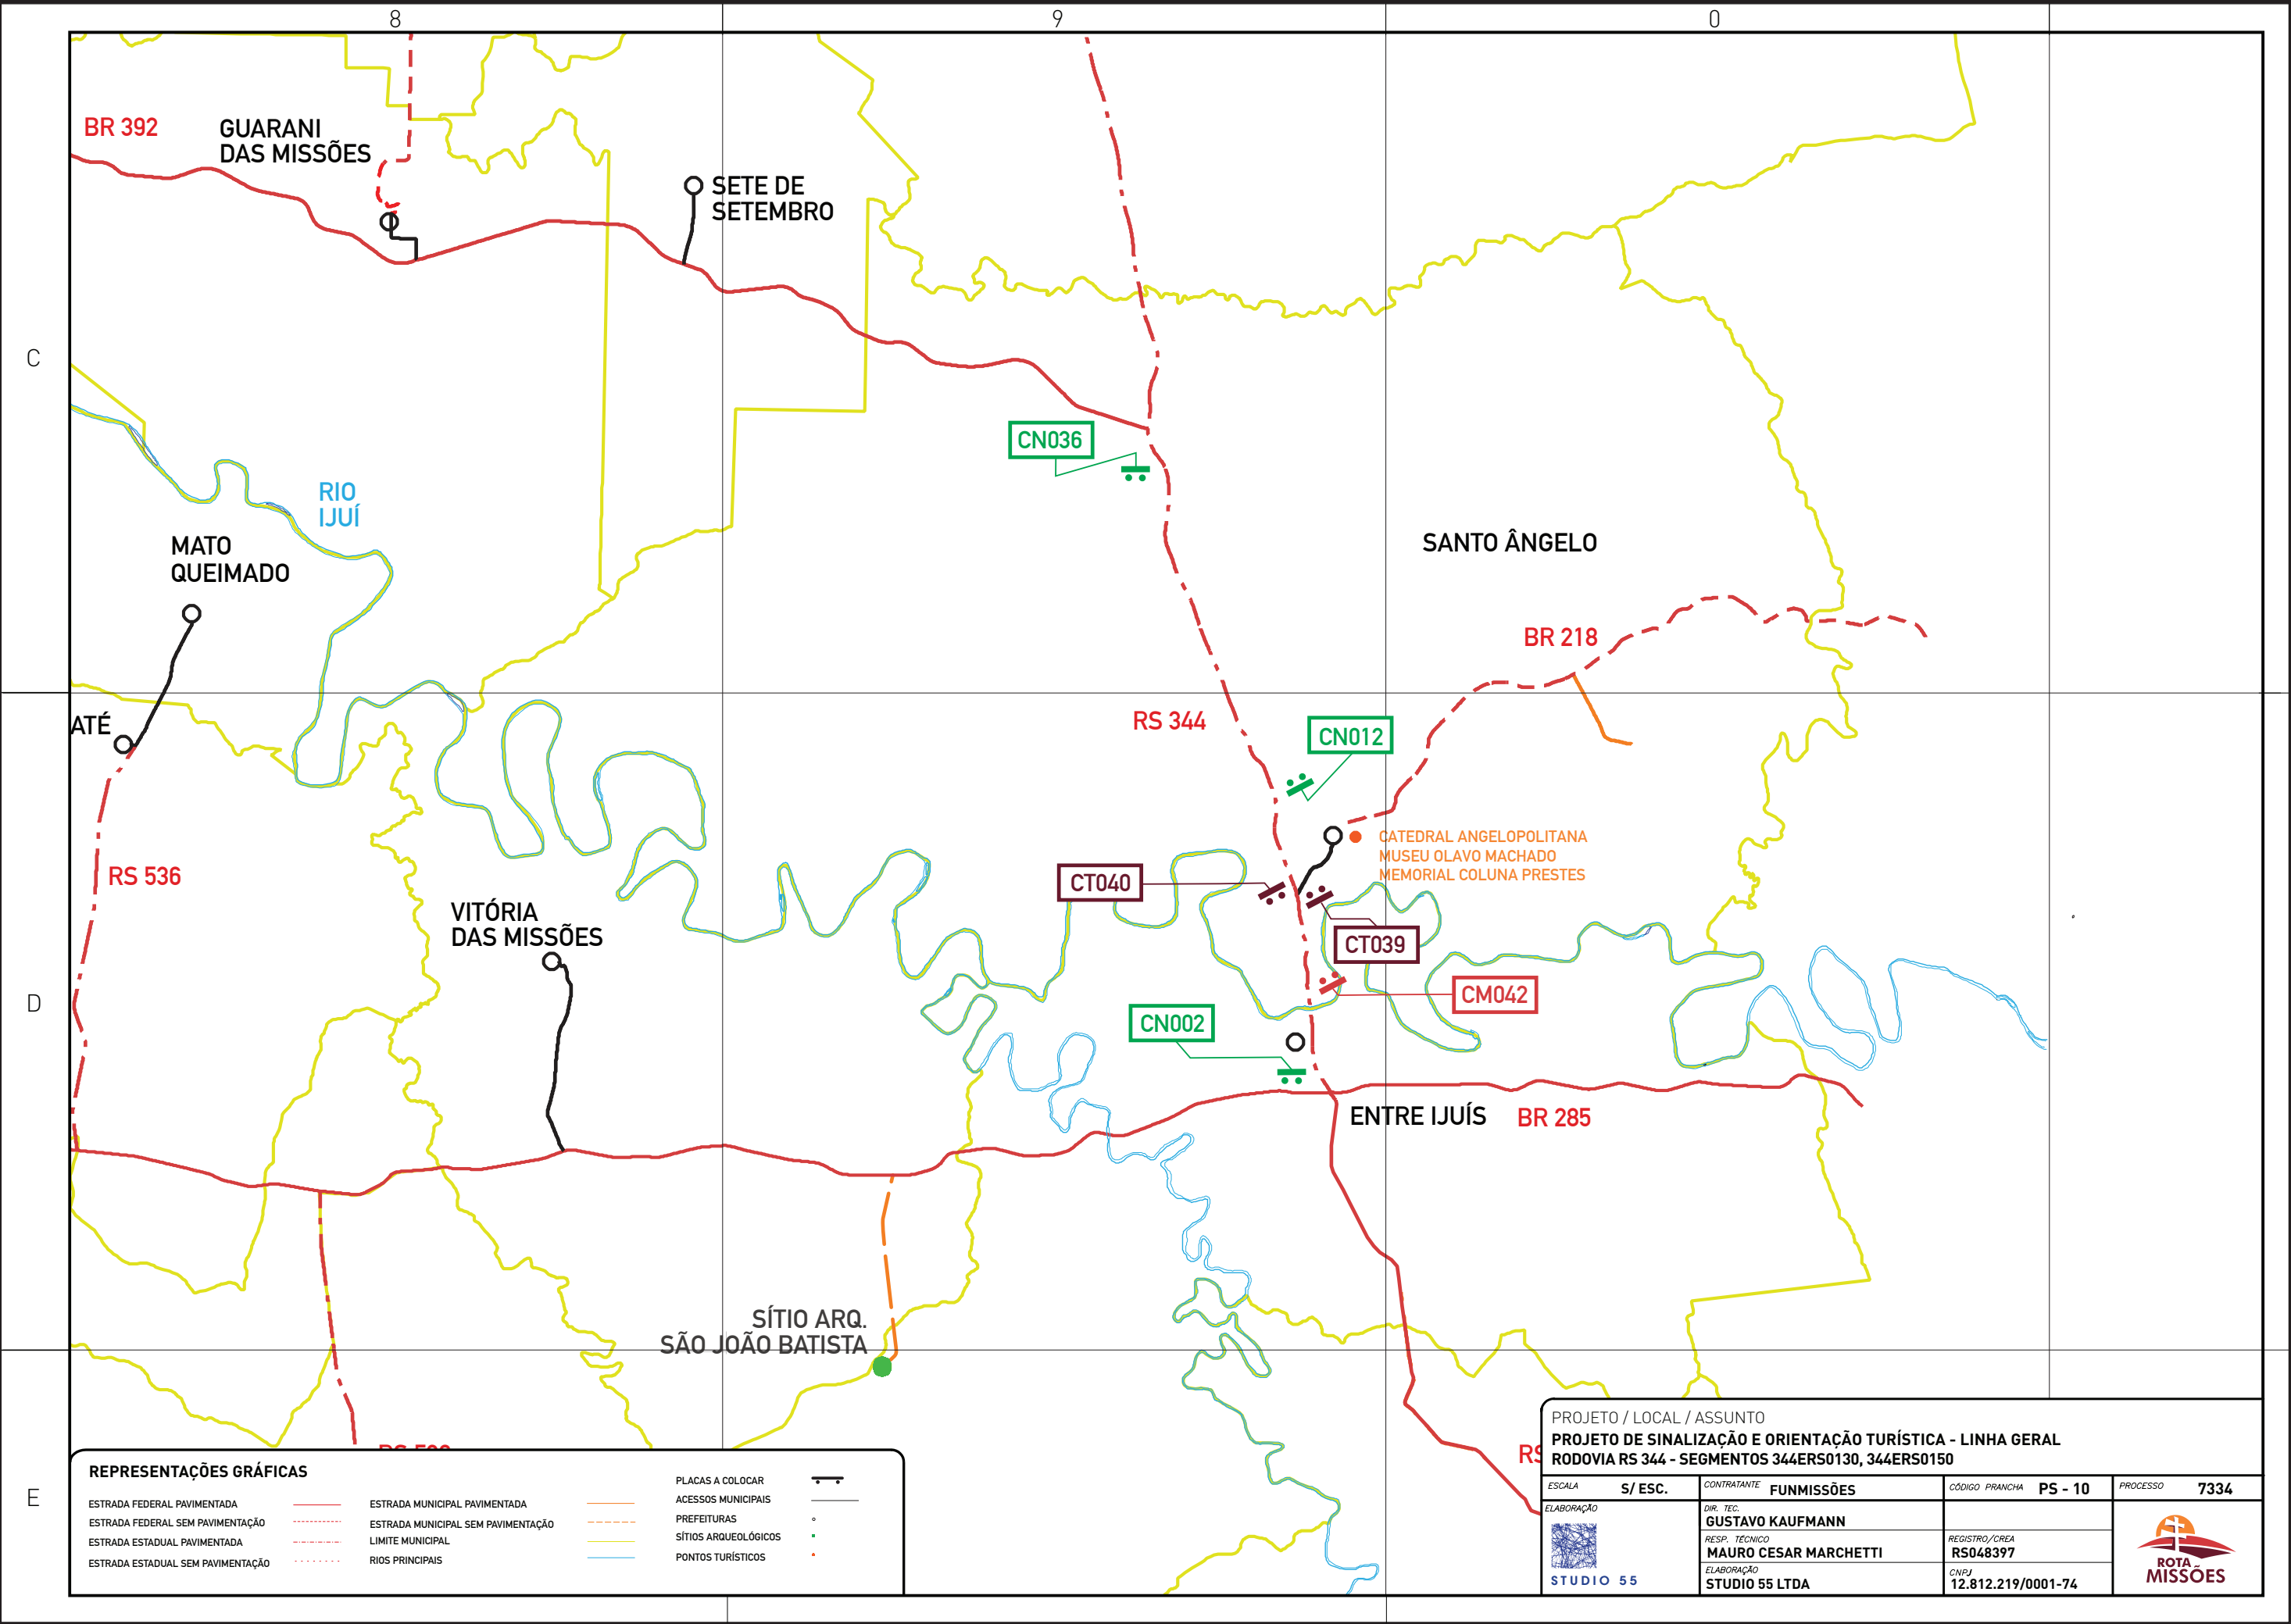 8
9
0
BR 392
GUARANI
DAS MISSÕES
SETE DE
SETEMBRO
C
CN036
RIO
IJUÍ
MATO
QUEIMADO
SANTO ÂNGELO
BR 218
ATÉ
RS 344
CN012
CATEDRAL ANGELOPOLITANA
MUSEU OLAVO MACHADO
MEMORIAL COLUNA PRESTES
RS 536
CT040
VITÓRIA
DAS MISSÕES
CT039
CM042
D
CN002
ENTRE IJUÍS
BR 285
SÍTIO ARQ.
SÃO JOÃO BATISTA
E
RS
REPRESENTAÇÕES GRÁFICAS
ESTRADA FEDERAL PAVIMENTADA
ESTRADA FEDERAL SEM PAVIMENTAÇÃO
ESTRADA ESTADUAL PAVIMENTADA
ESTRADA ESTADUAL SEM PAVIMENTAÇÃO
ESTRADA MUNICIPAL PAVIMENTADA
ESTRADA MUNICIPAL SEM PAVIMENTAÇÃO
LIMITE MUNICIPAL
RIOS PRINCIPAIS
PLACAS A COLOCAR
ACESSOS MUNICIPAIS
PREFEITURAS
SÍTIOS ARQUEOLÓGICOS
PONTOS TURÍSTICOS
PROJETO / LOCAL / ASSUNTO
PROJETO DE SINALIZAÇÃO E ORIENTAÇÃO TURÍSTICA - LINHA GERAL
RODOVIA RS 344 - SEGMENTOS 344ERS0130, 344ERS0150
ESCALA S/ ESC.
CONTRATANTE FUNMISSÕES
CÓDIGO PRANCHA PS - 10
PROCESSO 7334
ELABORAÇÃO
STUDIO 55
DIR. TEC.
GUSTAVO KAUFMANN
RESP. TÉCNICO
MAURO CESAR MARCHETTI
REGISTRO/CREA
RS048397
ELABORAÇÃO
STUDIO 55 LTDA
CNPJ
12.812.219/0001-74
ROTA
MISSÕES